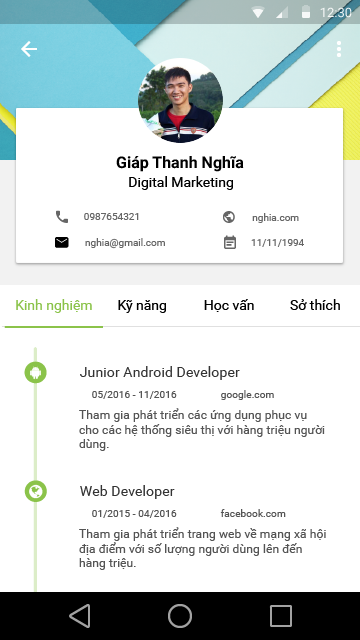 12:30
Giáp Thanh Nghĩa
Digital Marketing
0987654321
nghia.com
nghia@gmail.com
11/11/1994
Kinh nghiệm
Kỹ năng
Học vấn
Sở thích
Junior Android Developer
05/2016 - 11/2016
google.com
Tham gia phát triển các ứng dụng phục vụ
cho các hệ thống siêu thị với hàng triệu người
dùng.
Web Developer
01/2015 - 04/2016
facebook.com
Tham gia phát triển trang web về mạng xã hội
địa điểm với số lượng người dùng lên đến
hàng triệu.